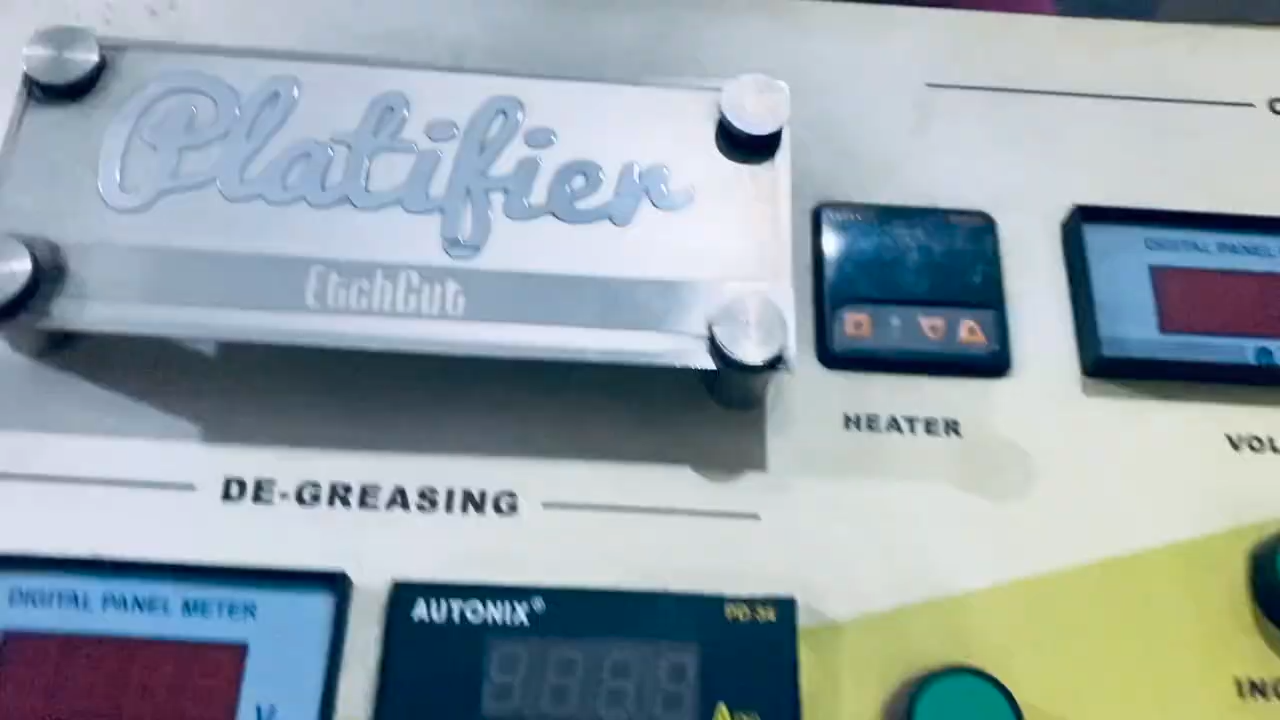 Platifier
EtchCut
HEATER
DIGITAL PANEL
VOL
DE-GREASING
DIGITAL PANEL METER
V
AUTONIX®